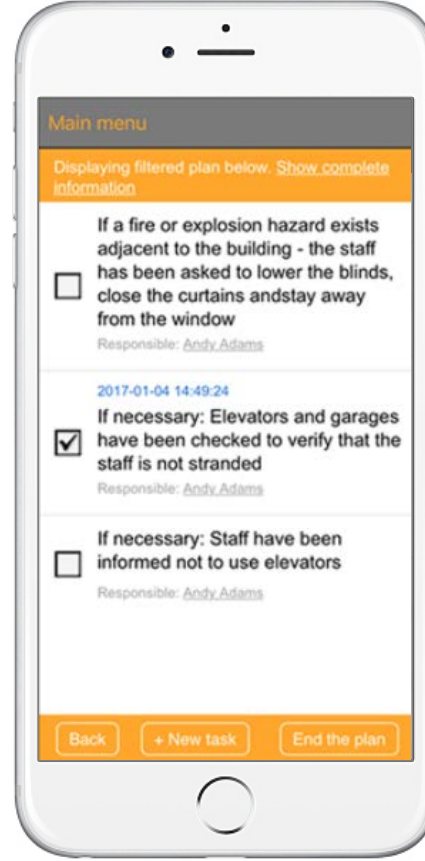 Main menu
Displaying filtered plan below. Show complete
information
If a fire or explosion hazard exists
adjacent to the building - the staff
has been asked to lower the blinds,
close the curtains andstay away
from the window
Responsible: Andy Adams
2017-01-04 14:49:24
If necessary: Elevators and garages
have been checked to verify that the
staff is not stranded
Responsible: Andy Adams
If necessary: Staff have been
informed not to use elevators
Responsible: Andy Adams
Back + New task End the plan